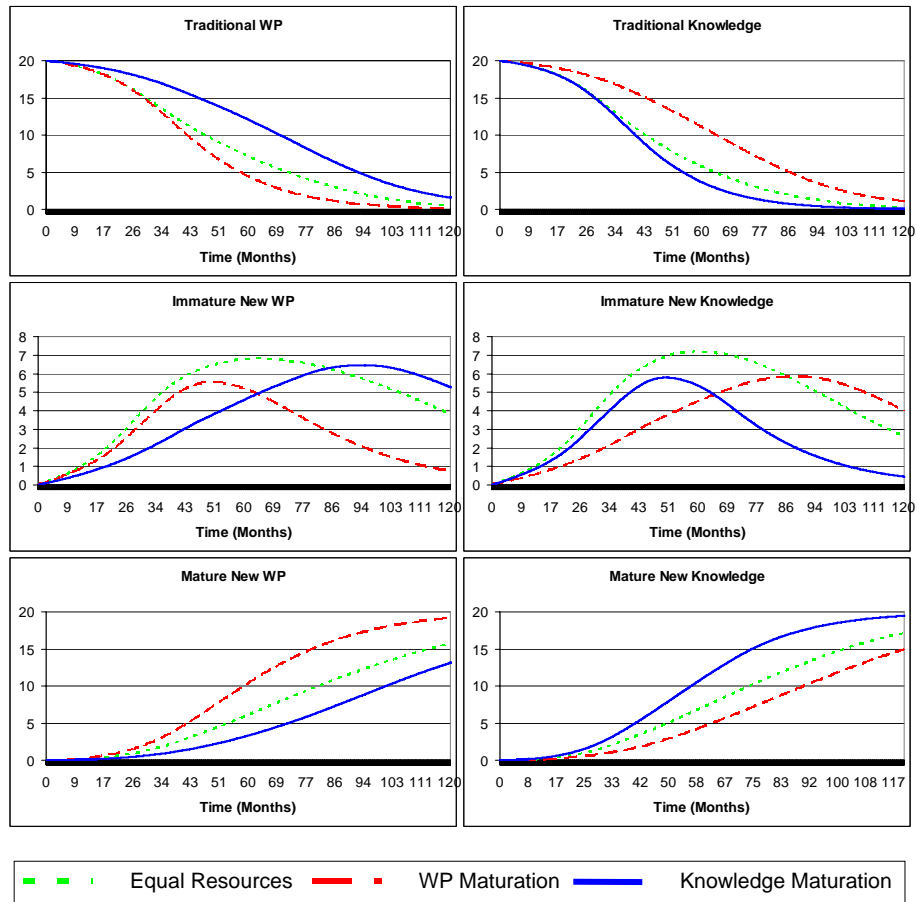 Traditional WP
20
15
10
5
0
0 9 17 26 34 43 51 60 69 77 86 94 103 111 120
Time (Months)
Traditional Knowledge
20
15
10
5
0
0 9 17 26 34 43 51 60 69 77 86 94 103 111 120
Time (Months)
Immature New WP
8
7
6
5
4
3
2
1
0
0 9 17 26 34 43 51 60 69 77 86 94 103 111 120
Time (Months)
Immature New Knowledge
8
7
6
5
4
3
2
1
0
0 9 17 26 34 43 51 60 69 77 86 94 103 111 120
Time (Months)
Mature New WP
20
15
10
5
0
0 9 17 26 34 43 51 60 69 77 86 94 103 111 120
Time (Months)
Mature New Knowledge
20
15
10
5
0
0 8 17 25 33 42 50 58 67 75 83 92 100 108 117
Time (Months)
Equal Resources WP Maturation Knowledge Maturation